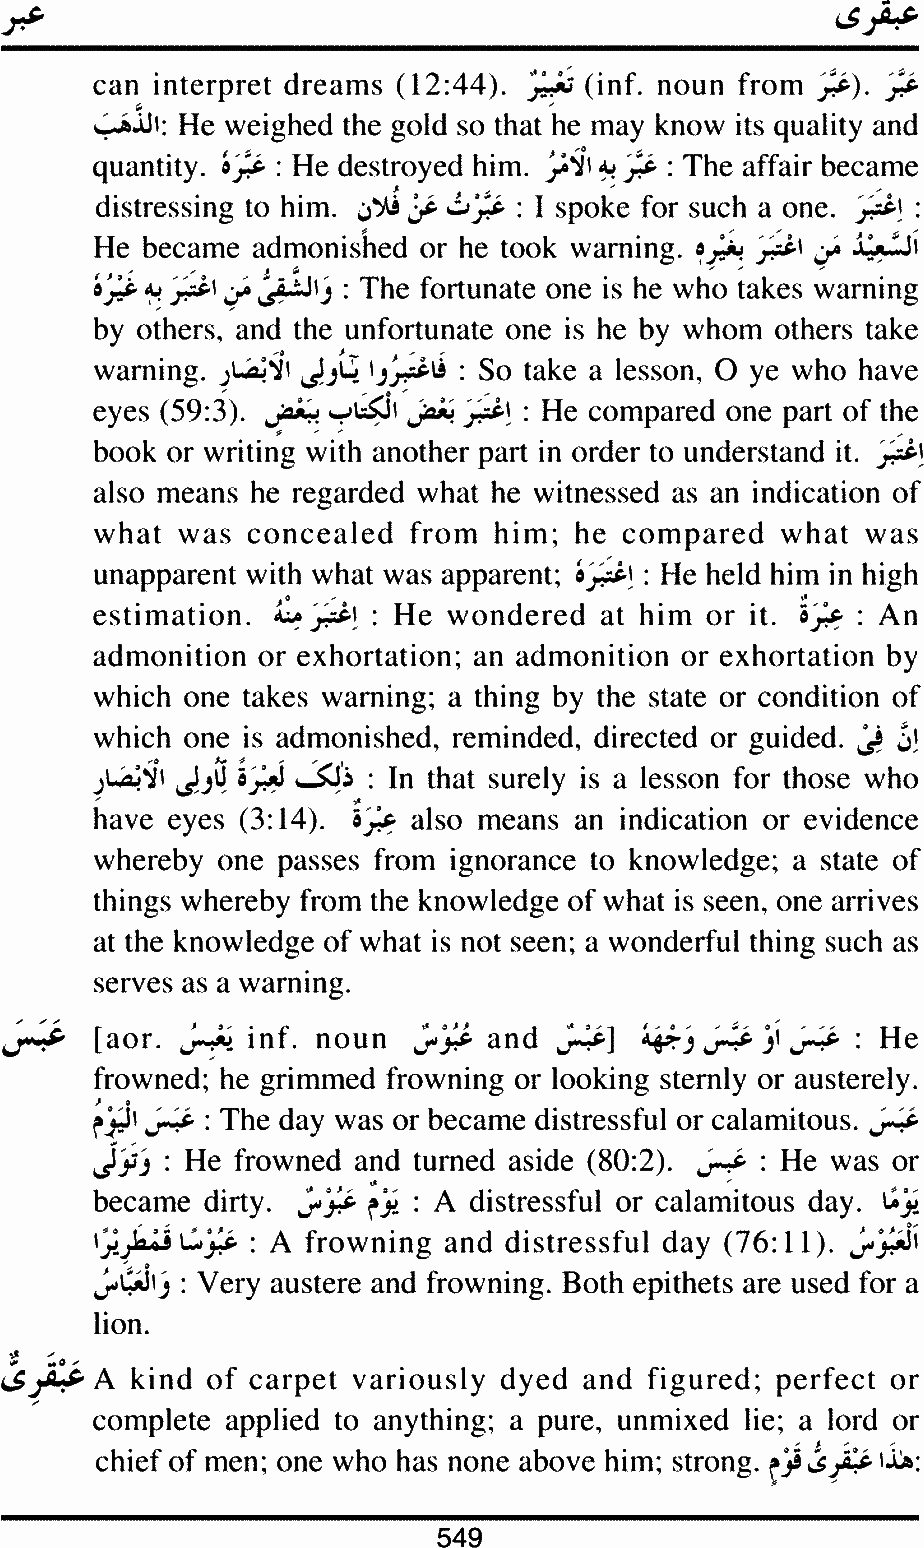 عبر عبقری
can interpret dreams (12:44). تَعْبِيْرٌ (inf. noun from عَبَّرَ). عَبَّرَ
الذَّهَبَ: He weighed the gold so that he may know its quality and
quantity. عَبَّرَهُ : He destroyed him. عَبَّرَ بِهِ الْاَمْرُ : The affair became
distressing to him. عَبَّرْتُ عَنْ فُلَانٍ : I spoke for such a one. اِعْتَبَرَ :
He became admonished or he took warning. اَلسَّعِيْدُ مَنِ اعْتَبَرَ بِغَيْرِهٖ
وَالشَّقِیُّ مَنِ اعْتَبَرَ بِهٖ غَيْرُهٗ : The fortunate one is he who takes warning
by others, and the unfortunate one is he by whom others take
warning. فَاعْتَبِرُوا يٰٓاُولِی الْاَبْصَارِ : So take a lesson, O ye who have
eyes (59:3). اِعْتَبَرَ بَعْضَ الْكِتَابِ بِبَعْضٍ : He compared one part of the
book or writing with another part in order to understand it. اِعْتَبَرَ
also means he regarded what he witnessed as an indication of
what was concealed from him; he compared what was
unapparent with what was apparent; اِعْتَبَرَهٗ : He held him in high
estimation. اِعْتَبَرَ مِنْهُ : He wondered at him or it. عِبْرَةٌ : An
admonition or exhortation; an admonition or exhortation by
which one takes warning; a thing by the state or condition of
which one is admonished, reminded, directed or guided. اِنَّ فِیْ
ذٰلِكَ لَعِبْرَةً لِّاُولِی الْاَبْصَارِ : In that surely is a lesson for those who
have eyes (3:14). عِبْرَةٌ also means an indication or evidence
whereby one passes from ignorance to knowledge; a state of
things whereby from the knowledge of what is seen, one arrives
at the knowledge of what is not seen; a wonderful thing such as
serves as a warning.
عَبَسَ [aor. يَعْبِسُ inf. noun عُبُوْسٌ and عَبْسٌ] عَبَسَ اَوْ عَبَّسَ وَجْهَهٗ : He
frowned; he grimmed frowning or looking sternly or austerely.
عَبَسَ الْيَوْمُ : The day was or became distressful or calamitous. عَبَسَ
وَتَوَلّٰی : He frowned and turned aside (80:2). عَبِسَ : He was or
became dirty. يَوْمٌ عَبُوْسٌ : A distressful or calamitous day. يَوْمًا
عَبُوْسًا قَمْطَرِيْرًا : A frowning and distressful day (76:11). اَلْعَبُوْسُ
وَالْعَبَّاسُ : Very austere and frowning. Both epithets are used for a
lion.
عَبْقَرِیٌّ A kind of carpet variously dyed and figured; perfect or
complete applied to anything; a pure, unmixed lie; a lord or
chief of men; one who has none above him; strong. هٰذَا عَبْقَرِیُّ قَوْمٍ:
549